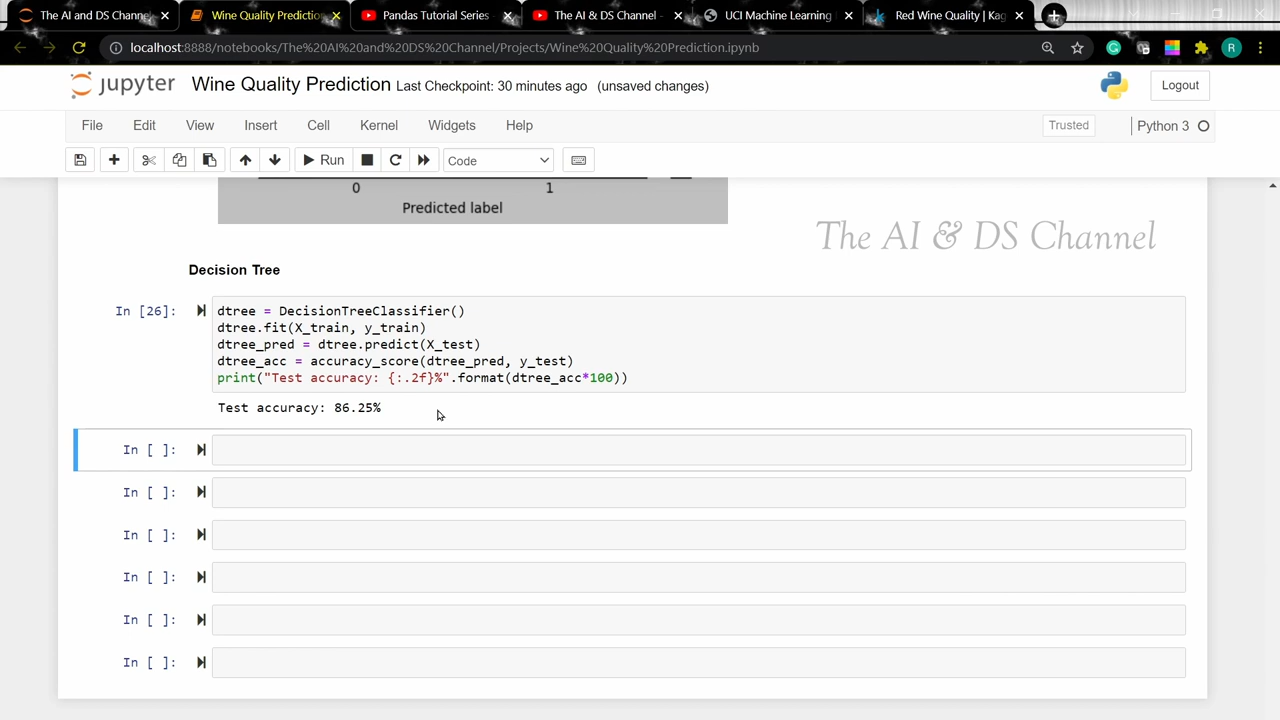 The AI and DS Channel
Wine Quality Prediction
Pandas Tutorial Series -
The AI & DS Channel -
UCI Machine Learning
Red Wine Quality | Kag
localhost:8888/notebooks/The%20AI%20and%20DS%20Channel/Projects/Wine%20Quality%20Prediction.ipynb
R
jupyter Wine Quality Prediction Last Checkpoint: 30 minutes ago (unsaved changes)
Logout
File Edit View Insert Cell Kernel Widgets Help
Trusted
Python 3
Run
Code
0 1
Predicted label
The AI & DS Channel
Decision Tree
In [26]:
dtree = DecisionTreeClassifier()
dtree.fit(X_train, y_train)
dtree_pred = dtree.predict(X_test)
dtree_acc = accuracy_score(dtree_pred, y_test)
print("Test accuracy: {:.2f}%".format(dtree_acc*100))
Test accuracy: 86.25%
In [ ]:
In [ ]:
In [ ]:
In [ ]:
In [ ]:
In [ ]: